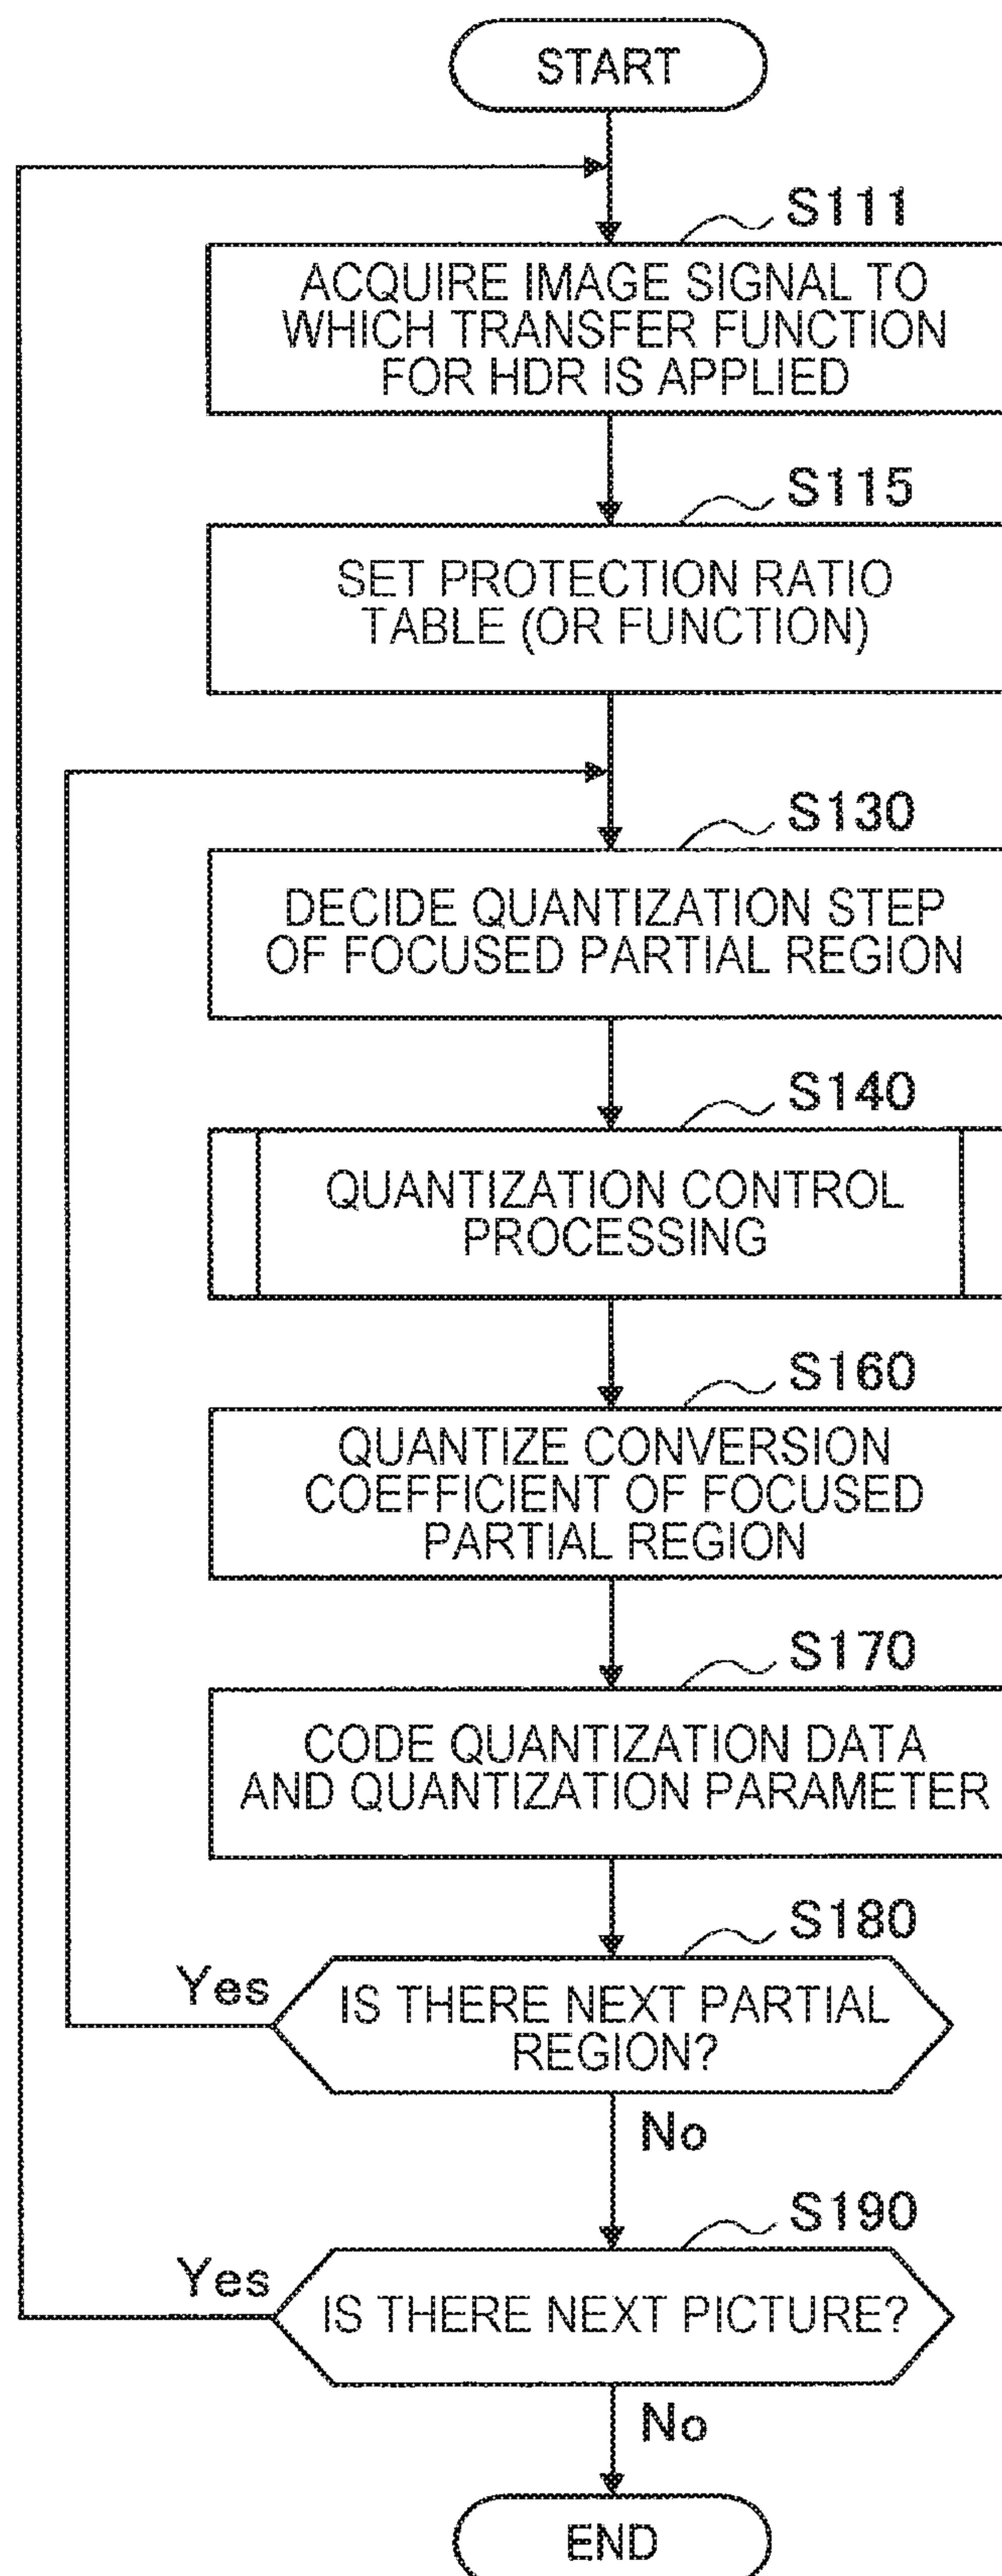 START
S111
ACQUIRE IMAGE SIGNAL TO
WHICH TRANSFER FUNCTION
FOR HDR IS APPLIED
S115
SET PROTECTION RATIO
TABLE (OR FUNCTION)
S130
DECIDE QUANTIZATION STEP
OF FOCUSED PARTIAL REGION
S140
QUANTIZATION CONTROL
PROCESSING
S160
QUANTIZE CONVERSION
COEFFICIENT OF FOCUSED
PARTIAL REGION
S170
CODE QUANTIZATION DATA
AND QUANTIZATION PARAMETER
S180
Yes
IS THERE NEXT PARTIAL
REGION?
No
S190
Yes
IS THERE NEXT PICTURE?
No
END